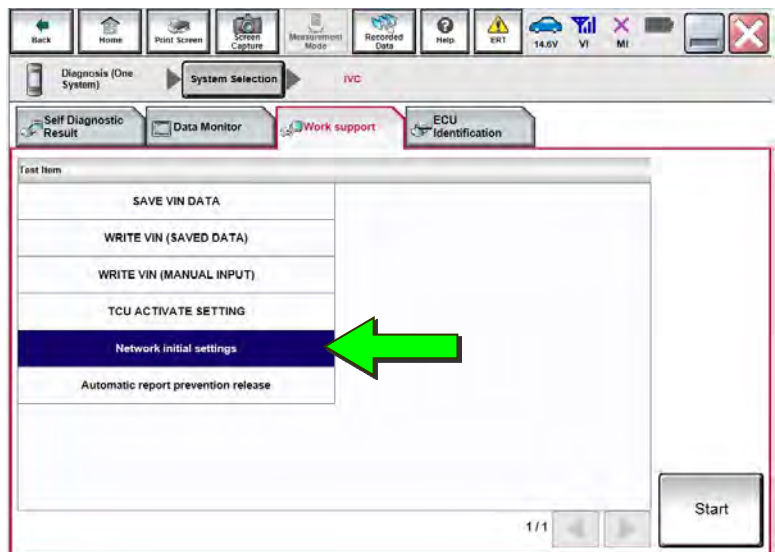 Back
Home
Print Screen
Screen
Capture
Measurement
Mode
Recorded
Data
Help
ERT
14.6V
VI
MI
Diagnosis (One
System)
System Selection
IVC
Self Diagnostic
Result
Data Monitor
Work support
ECU
Identification
Test Item
SAVE VIN DATA
WRITE VIN (SAVED DATA)
WRITE VIN (MANUAL INPUT)
TCU ACTIVATE SETTING
Network initial settings
Automatic report prevention release
1/1
Start